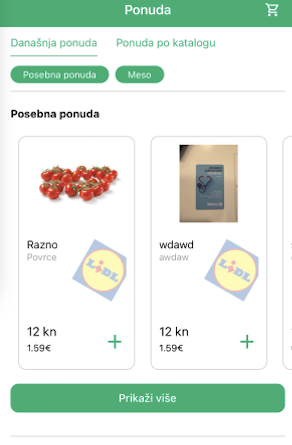 Ponuda
Današnja ponuda
Ponuda po katalogu
Posebna ponuda
Meso
Posebna ponuda
Razno
Povrce
LIDL
12 kn
1.59€
wdawd
awdaw
LIDL
12 kn
1.59€
Prikaži više